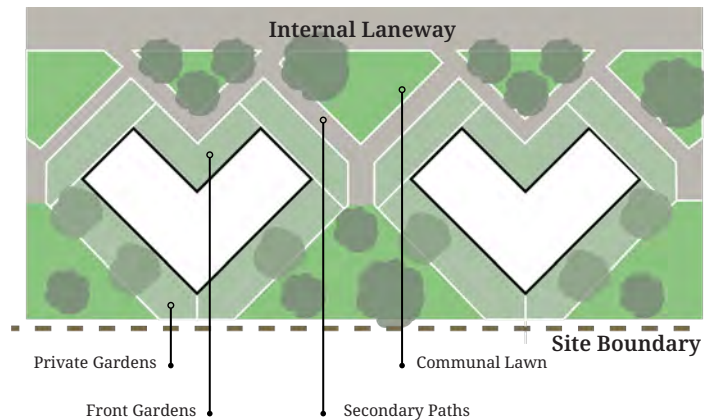 Internal Laneway
Site Boundary
Private Gardens
Communal Lawn
Front Gardens
Secondary Paths